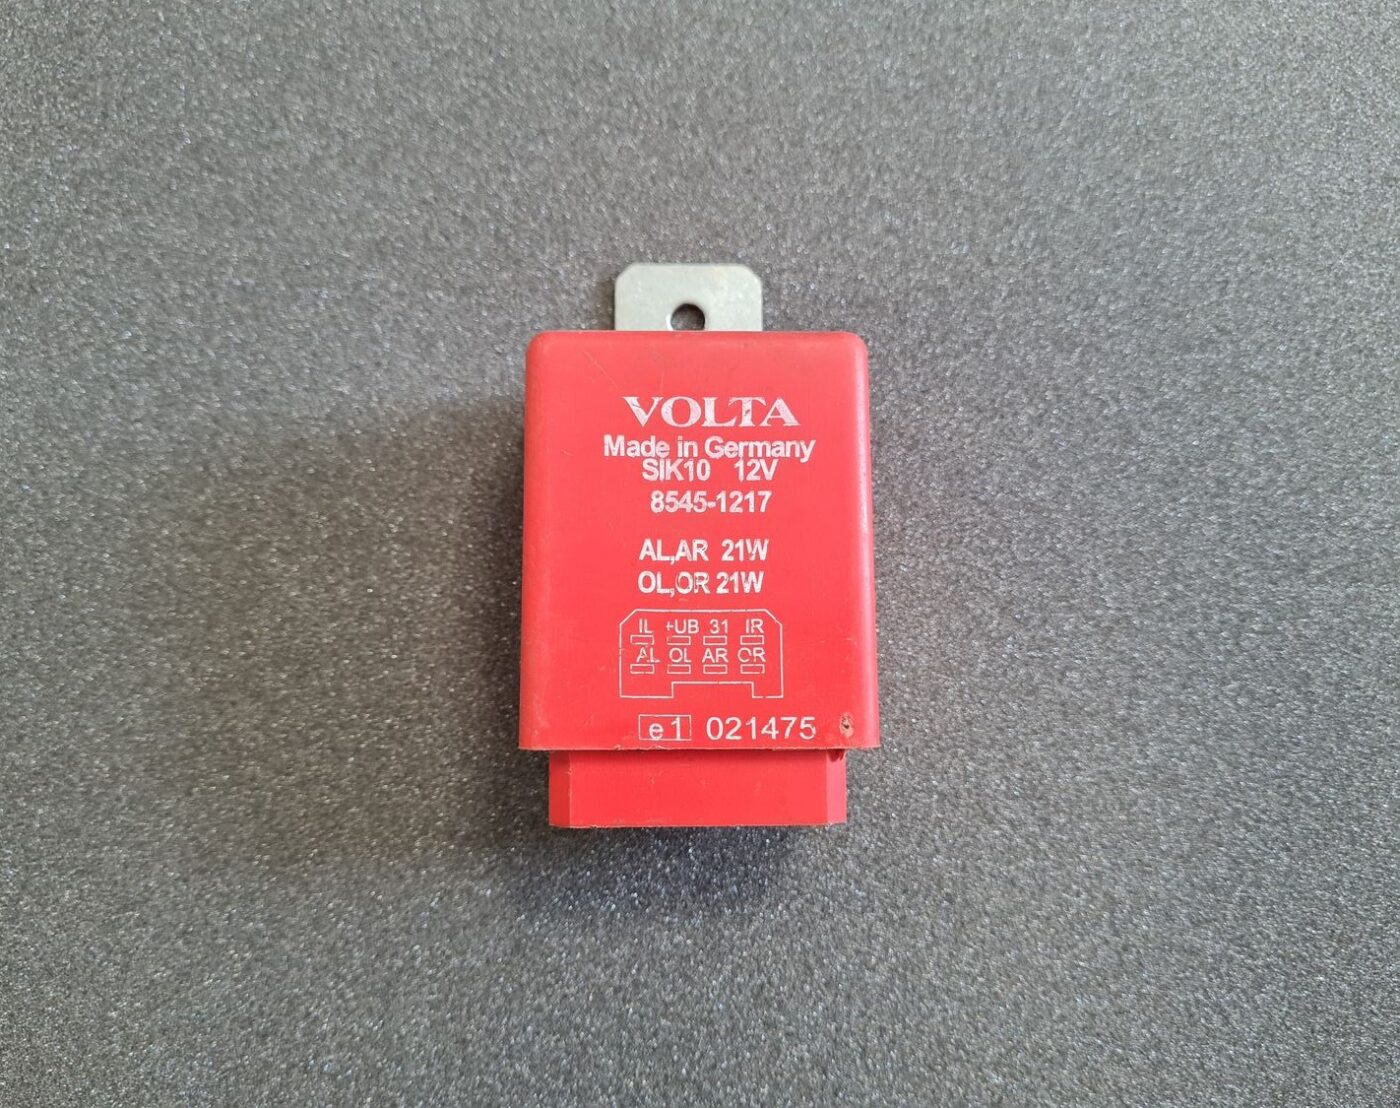 VOLTA
Made in Germany
SIK10 12V
8545-1217
AL,AR 21W
OL,OR 21W
IL +UB 31 IR
AL OL AR OR
e1 021475